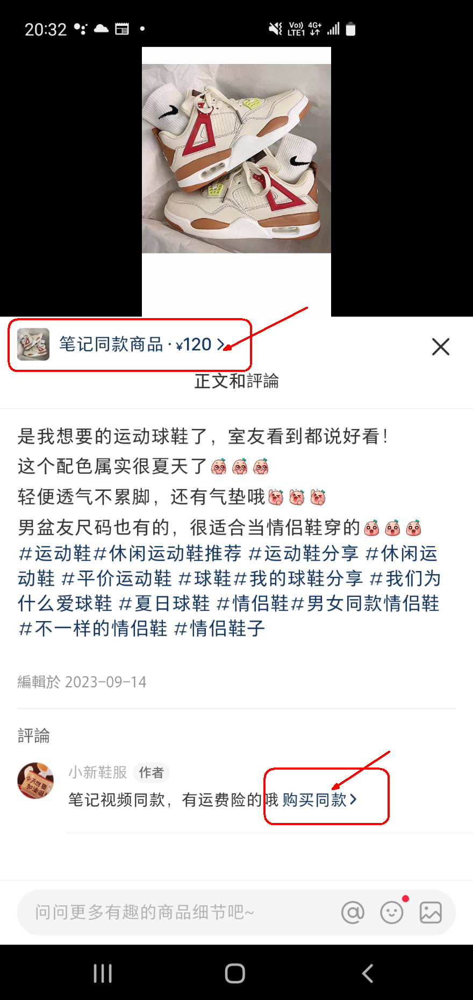 20:32
Vo)) 4G+
LTE1
笔记同款商品 · ¥120
正文和評論
是我想要的运动球鞋了，室友看到都说好看！
这个配色属实很夏天了
轻便透气不累脚，还有气垫哦
男盆友尺码也有的，很适合当情侣鞋穿的
#运动鞋#休闲运动鞋推荐 #运动鞋分享 #休闲运
动鞋 #平价运动鞋 #球鞋#我的球鞋分享 #我们为
什么爱球鞋 #夏日球鞋 #情侣鞋#男女同款情侣鞋
#不一样的情侣鞋 #情侣鞋子
編輯於 2023-09-14
評論
小新鞋服 作者
笔记视频同款，有运费险的哦 购买同款
问问更多有趣的商品细节吧~